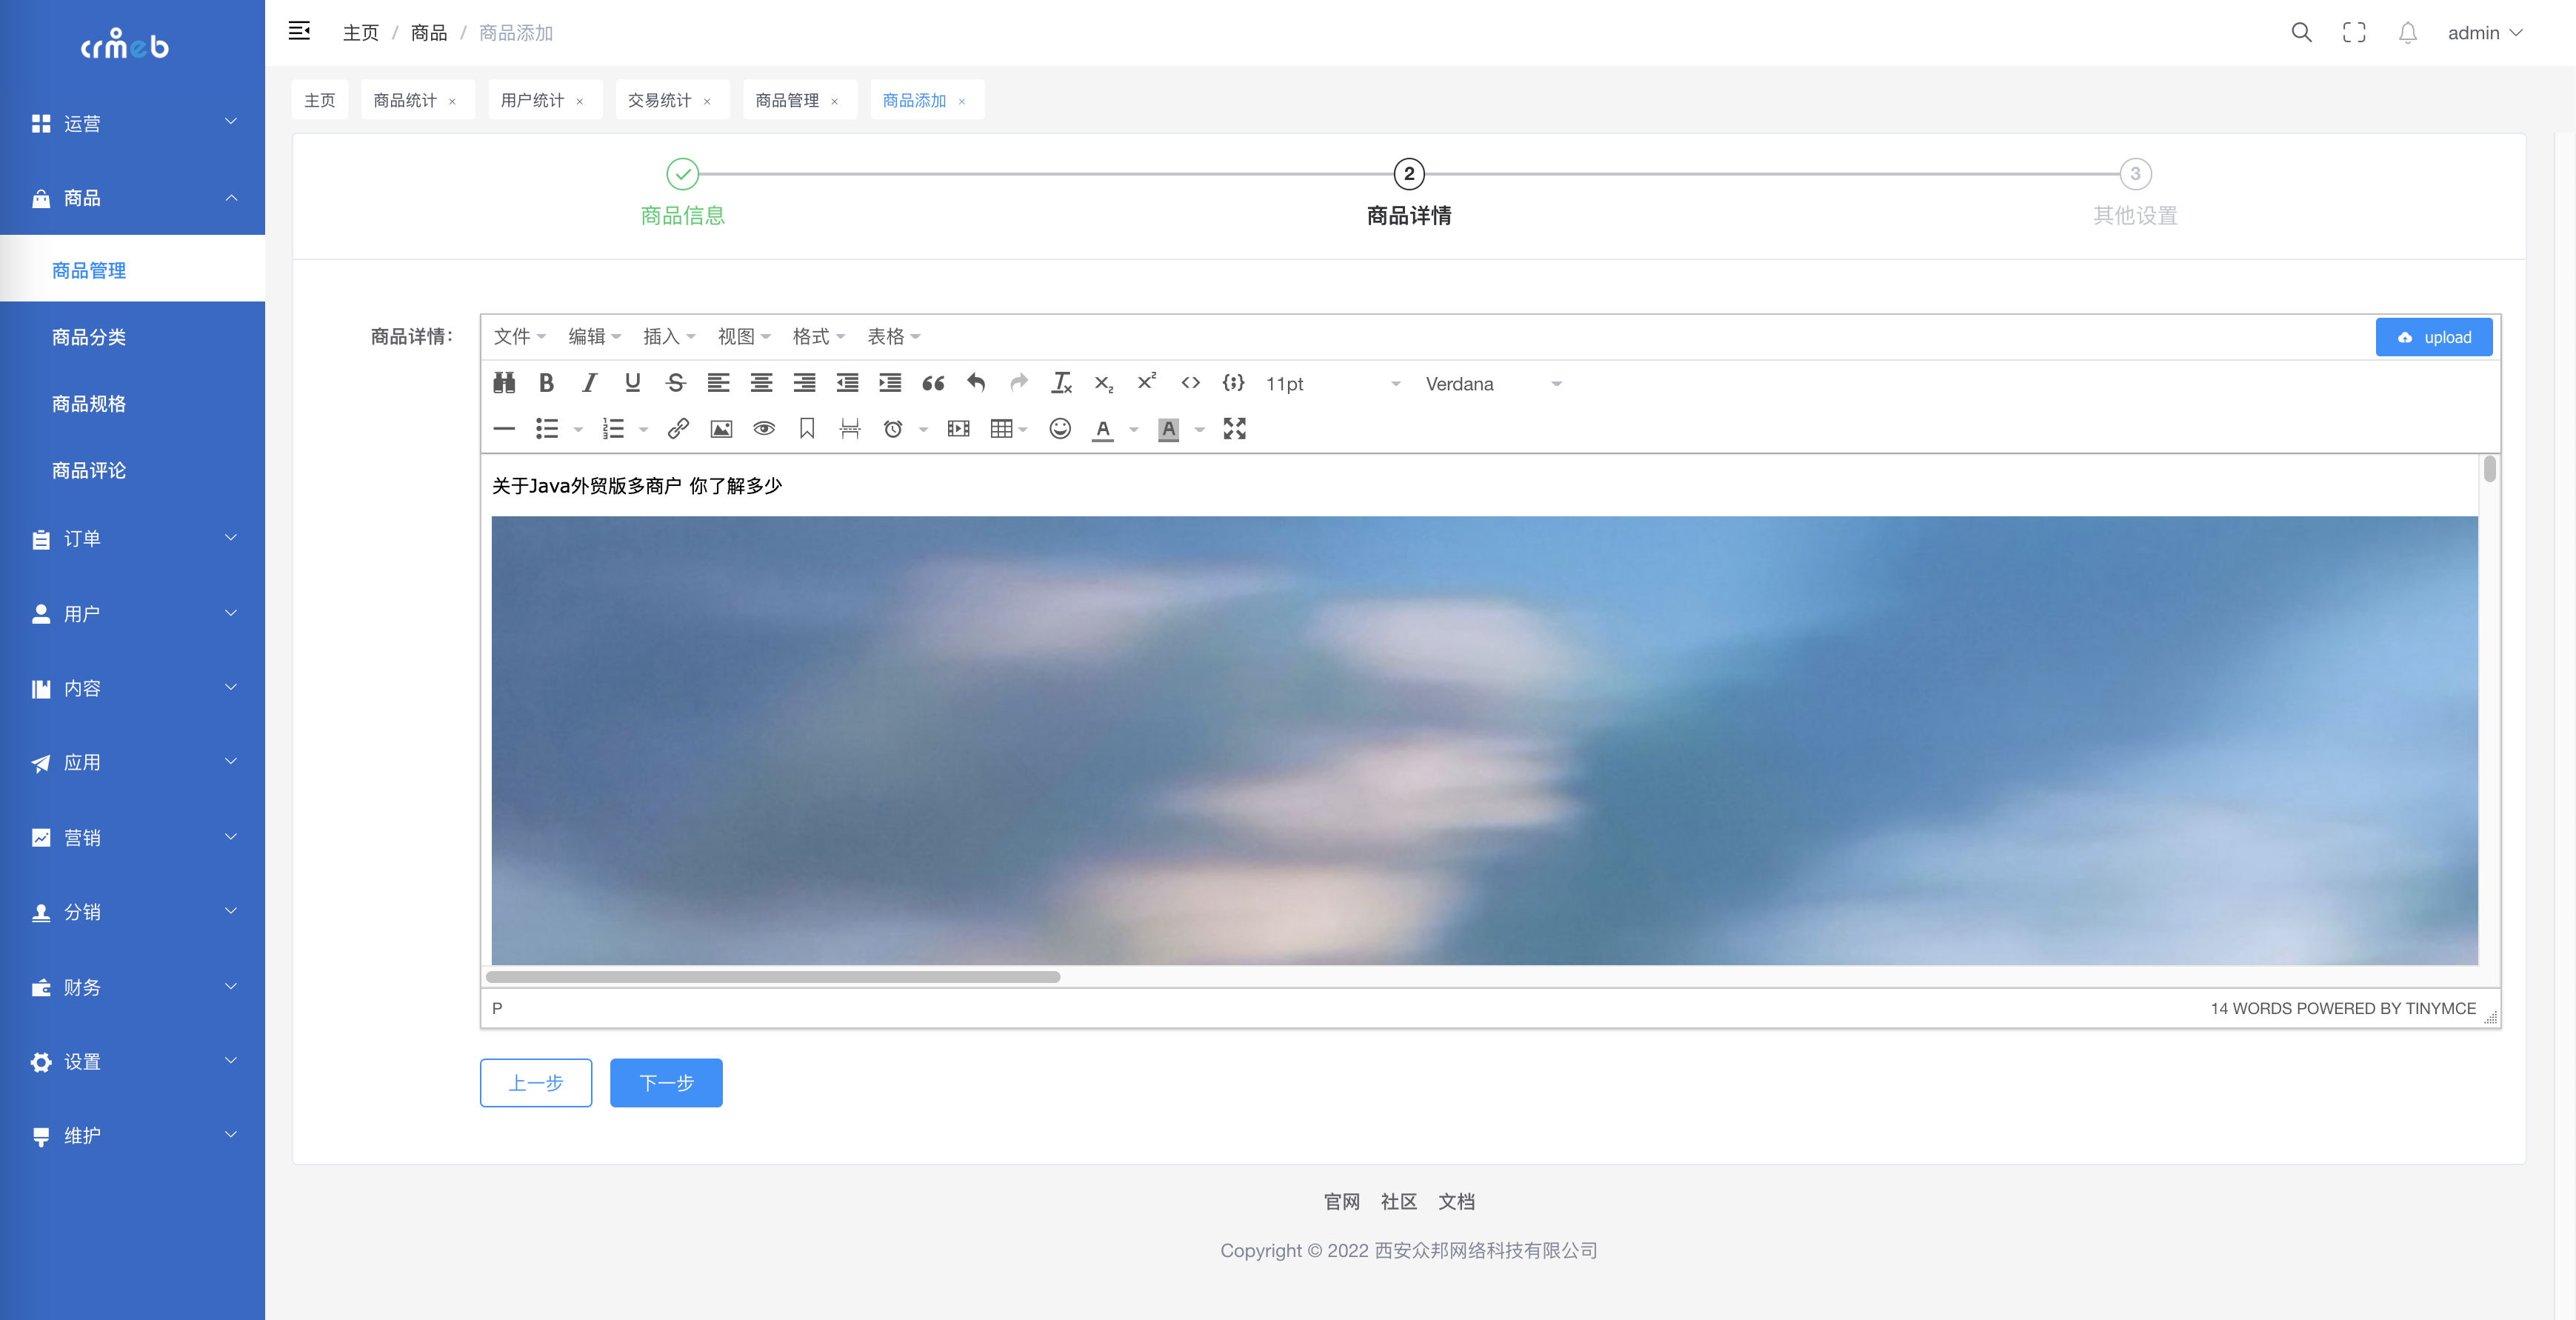 crmeb
主页 / 商品 / 商品添加
admin
主页
商品统计 ×
用户统计 ×
交易统计 ×
商品管理 ×
商品添加 ×
运营
商品
商品管理
商品分类
商品规格
商品评论
订单
用户
内容
应用
营销
分销
财务
设置
维护
商品信息
2
商品详情
3
其他设置
商品详情：
文件 编辑 插入 视图 格式 表格
upload
11pt Verdana
关于Java外贸版多商户 你了解多少
P
14 WORDS POWERED BY TINYMCE
上一步
下一步
官网 社区 文档
Copyright © 2022 西安众邦网络科技有限公司